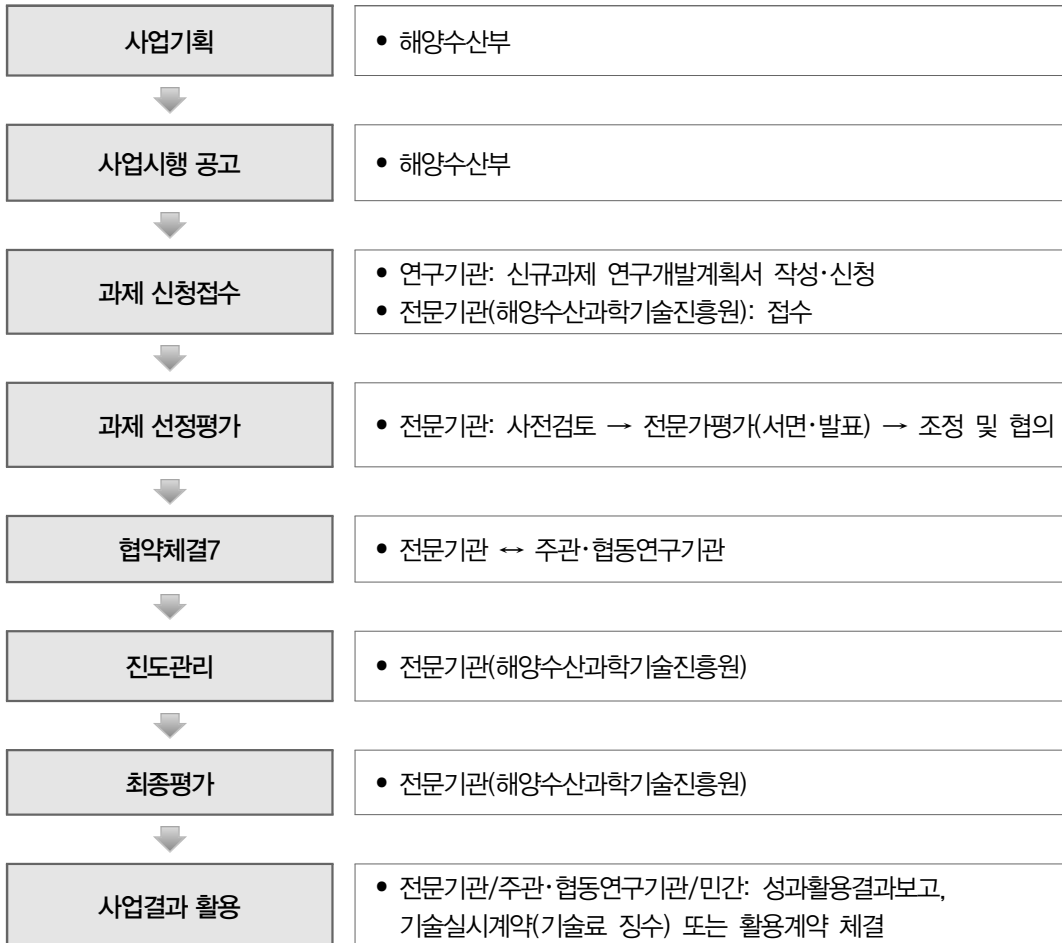 사업기획
• 해양수산부
사업시행 공고
• 해양수산부
과제 신청접수
• 연구기관: 신규과제 연구개발계획서 작성·신청
• 전문기관(해양수산과학기술진흥원): 접수
과제 선정평가
• 전문기관: 사전검토 → 전문가평가(서면·발표) → 조정 및 협의
협약체결7
• 전문기관 ↔ 주관·협동연구기관
진도관리
• 전문기관(해양수산과학기술진흥원)
최종평가
• 전문기관(해양수산과학기술진흥원)
사업결과 활용
• 전문기관/주관·협동연구기관/민간: 성과활용결과보고,
기술실시계약(기술료 징수) 또는 활용계약 체결